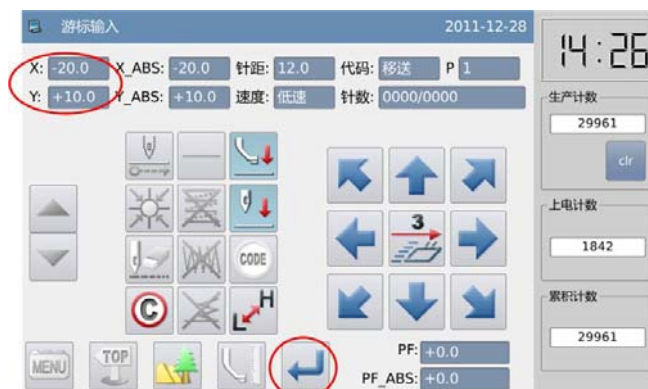 游标输入 2011-12-28
14:26
X: -20.0 X_ABS: -20.0 针距: 12.0 代码: 移送 P 1
Y: +10.0 Y_ABS: +10.0 速度: 低速 针数: 0000/0000
生产计数
29961
clr
上电计数
1842
累积计数
29961
3
CODE
C
H
L
MENU
TOP
PF: +0.0
PF_ABS: +0.0